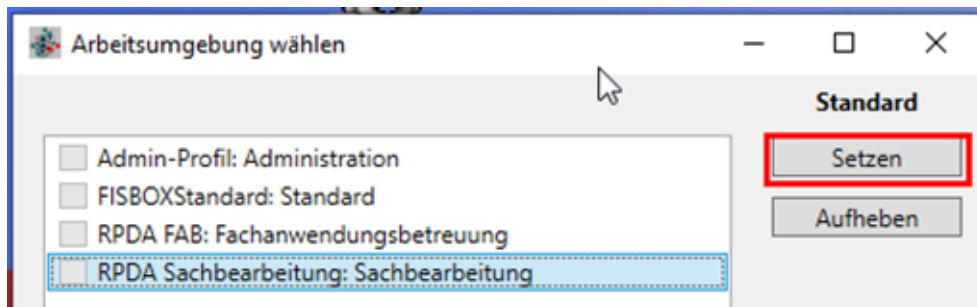 Arbeitsumgebung wählen
Standard
Setzen
Aufheben
Admin-Profil: Administration
FISBOXStandard: Standard
RPDA FAB: Fachanwendungsbetreuung
RPDA Sachbearbeitung: Sachbearbeitung